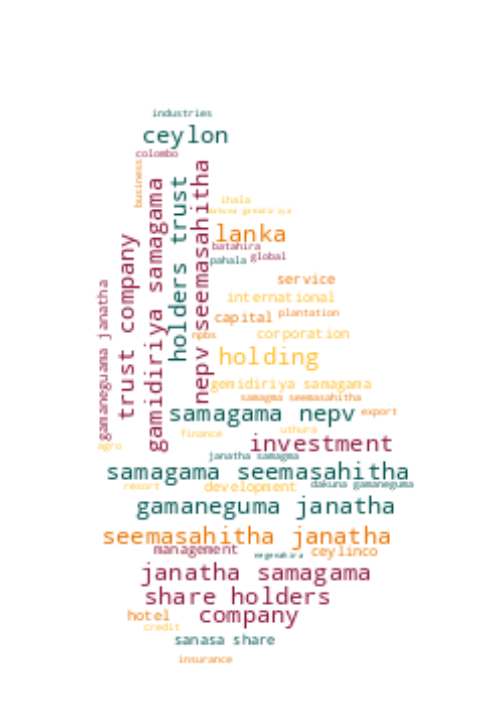 industries
ceylon
colombo
business
gamidiriya samagama
holders trust
nepv seemasahitha
trust company
gamaneguama janatha
ihala
dakuna gamidiriya
lanka
batahira
pahala
global
service
international
capital
plantation
npbs
corporation
holding
gemidiriya samagama
samagma seemasahitha
samagama nepv
export
uthura
finance
investment
agro
janatha samagma
samagama seemasahitha
resort
development
dakuna gamaneguma
gamaneguma janatha
seemasahitha janatha
management
negenahira
ceylinco
janatha samagama
share holders
hotel
company
credit
sanasa share
insurance